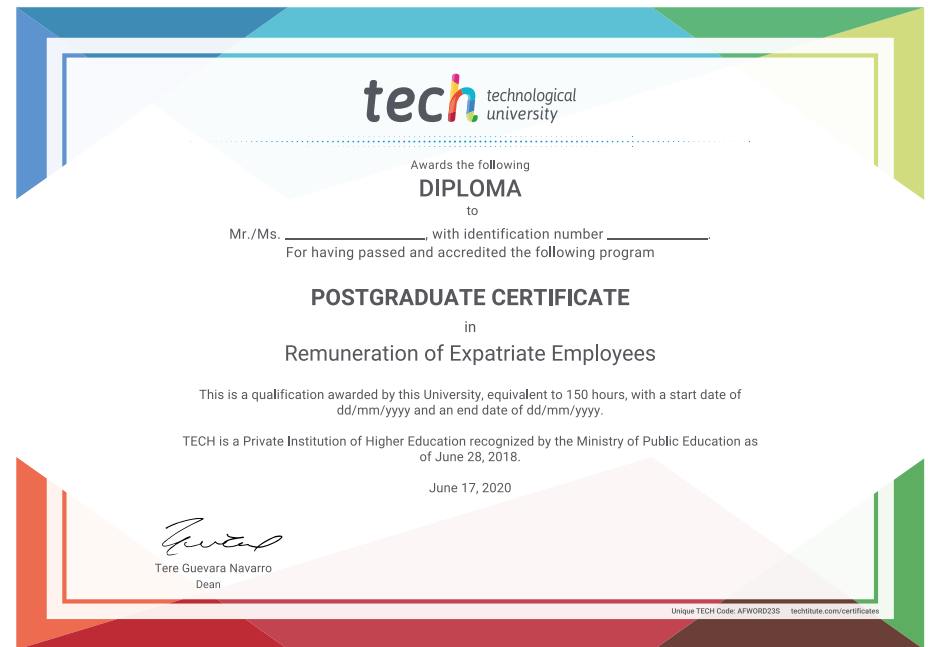 tech technological
university
Awards the following
DIPLOMA
to
Mr./Ms. ____________________, with identification number ______________.
For having passed and accredited the following program
POSTGRADUATE CERTIFICATE
in
Remuneration of Expatriate Employees
This is a qualification awarded by this University, equivalent to 150 hours, with a start date of
dd/mm/yyyy and an end date of dd/mm/yyyy.
TECH is a Private Institution of Higher Education recognized by the Ministry of Public Education as
of June 28, 2018.
June 17, 2020
Tere Guevara Navarro
Dean
Unique TECH Code: AFWORD23S techtitute.com/certificates